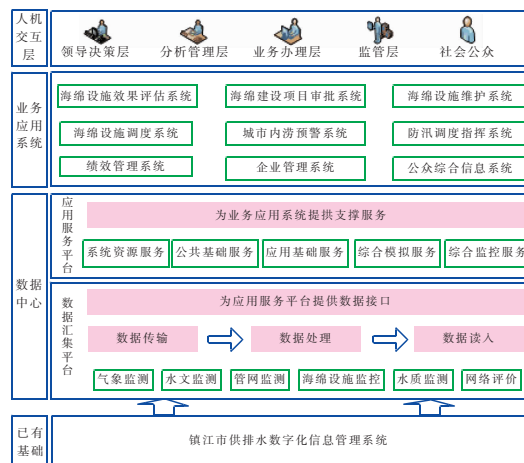 人机
交互
层
领导决策层 分析管理层 业务办理层 监管层 社会公众
业务
应用
系统
海绵设施效果评估系统 海绵建设项目审批系统 海绵设施维护系统
海绵设施调度系统 城市内涝预警系统 防汛调度指挥系统
绩效管理系统 企业管理系统 公众综合信息系统
数据
中心
应用服务平台
为业务应用系统提供支撑服务
系统资源服务 公共基础服务 应用基础服务 综合模拟服务 综合监控服务
数据汇集平台
为应用服务平台提供数据接口
数据传输 数据处理 数据读入
气象监测 水文监测 管网监测 海绵设施监控 水质监测 网络评价
已有
基础
镇江市供排水数字化信息管理系统